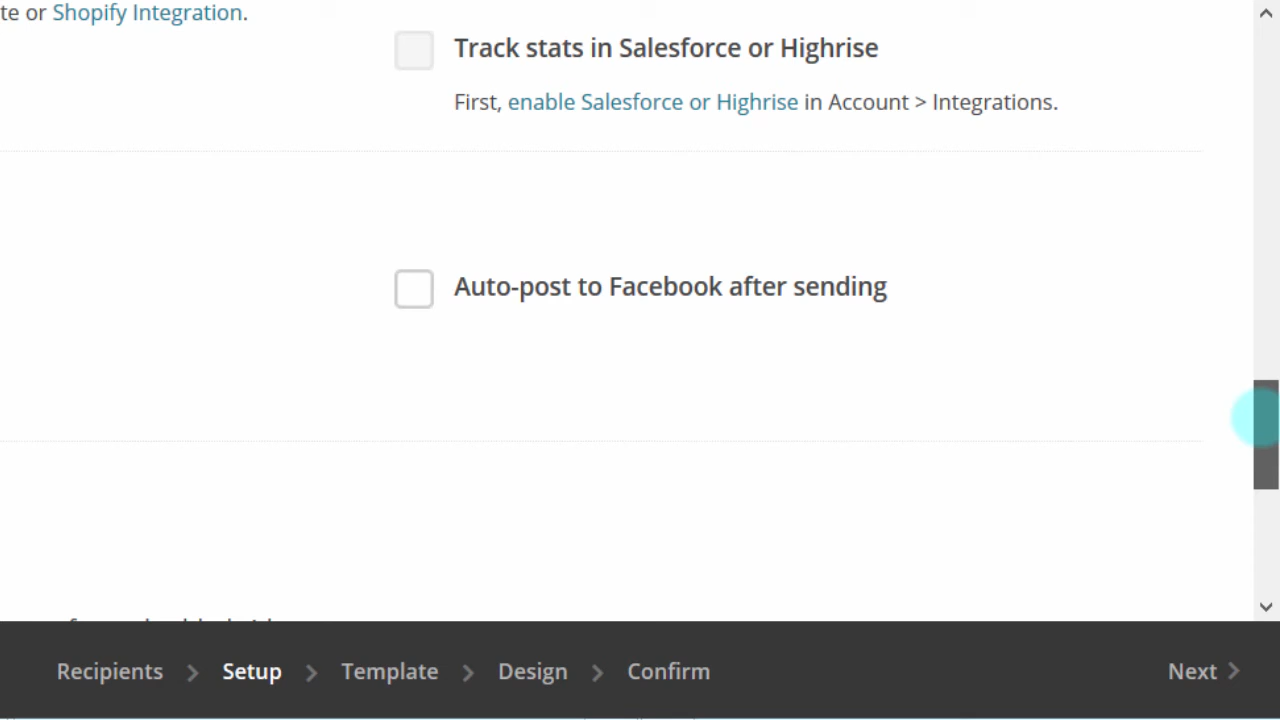 te or Shopify Integration.
Track stats in Salesforce or Highrise
First, enable Salesforce or Highrise in Account > Integrations.
Auto-post to Facebook after sending
Recipients > Setup > Template > Design > Confirm Next >